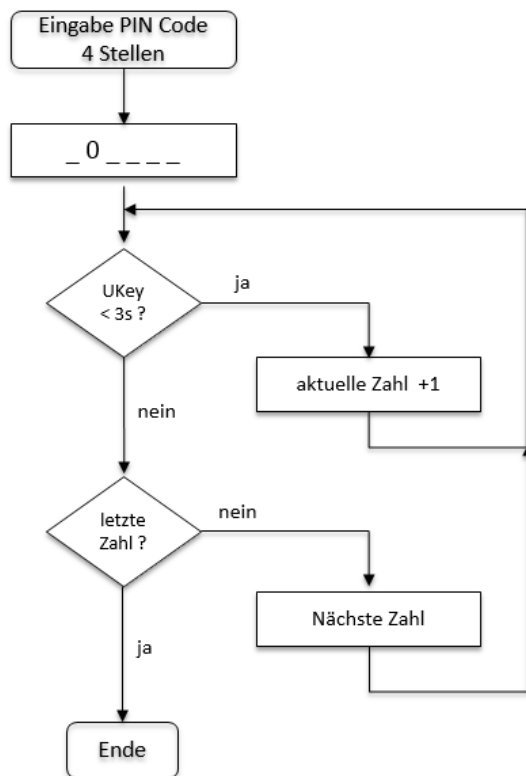 Eingabe PIN Code
4 Stellen
_ 0 _ _ _ _
UKey
< 3s ?
ja
aktuelle Zahl +1
nein
letzte
Zahl ?
nein
Nächste Zahl
ja
Ende